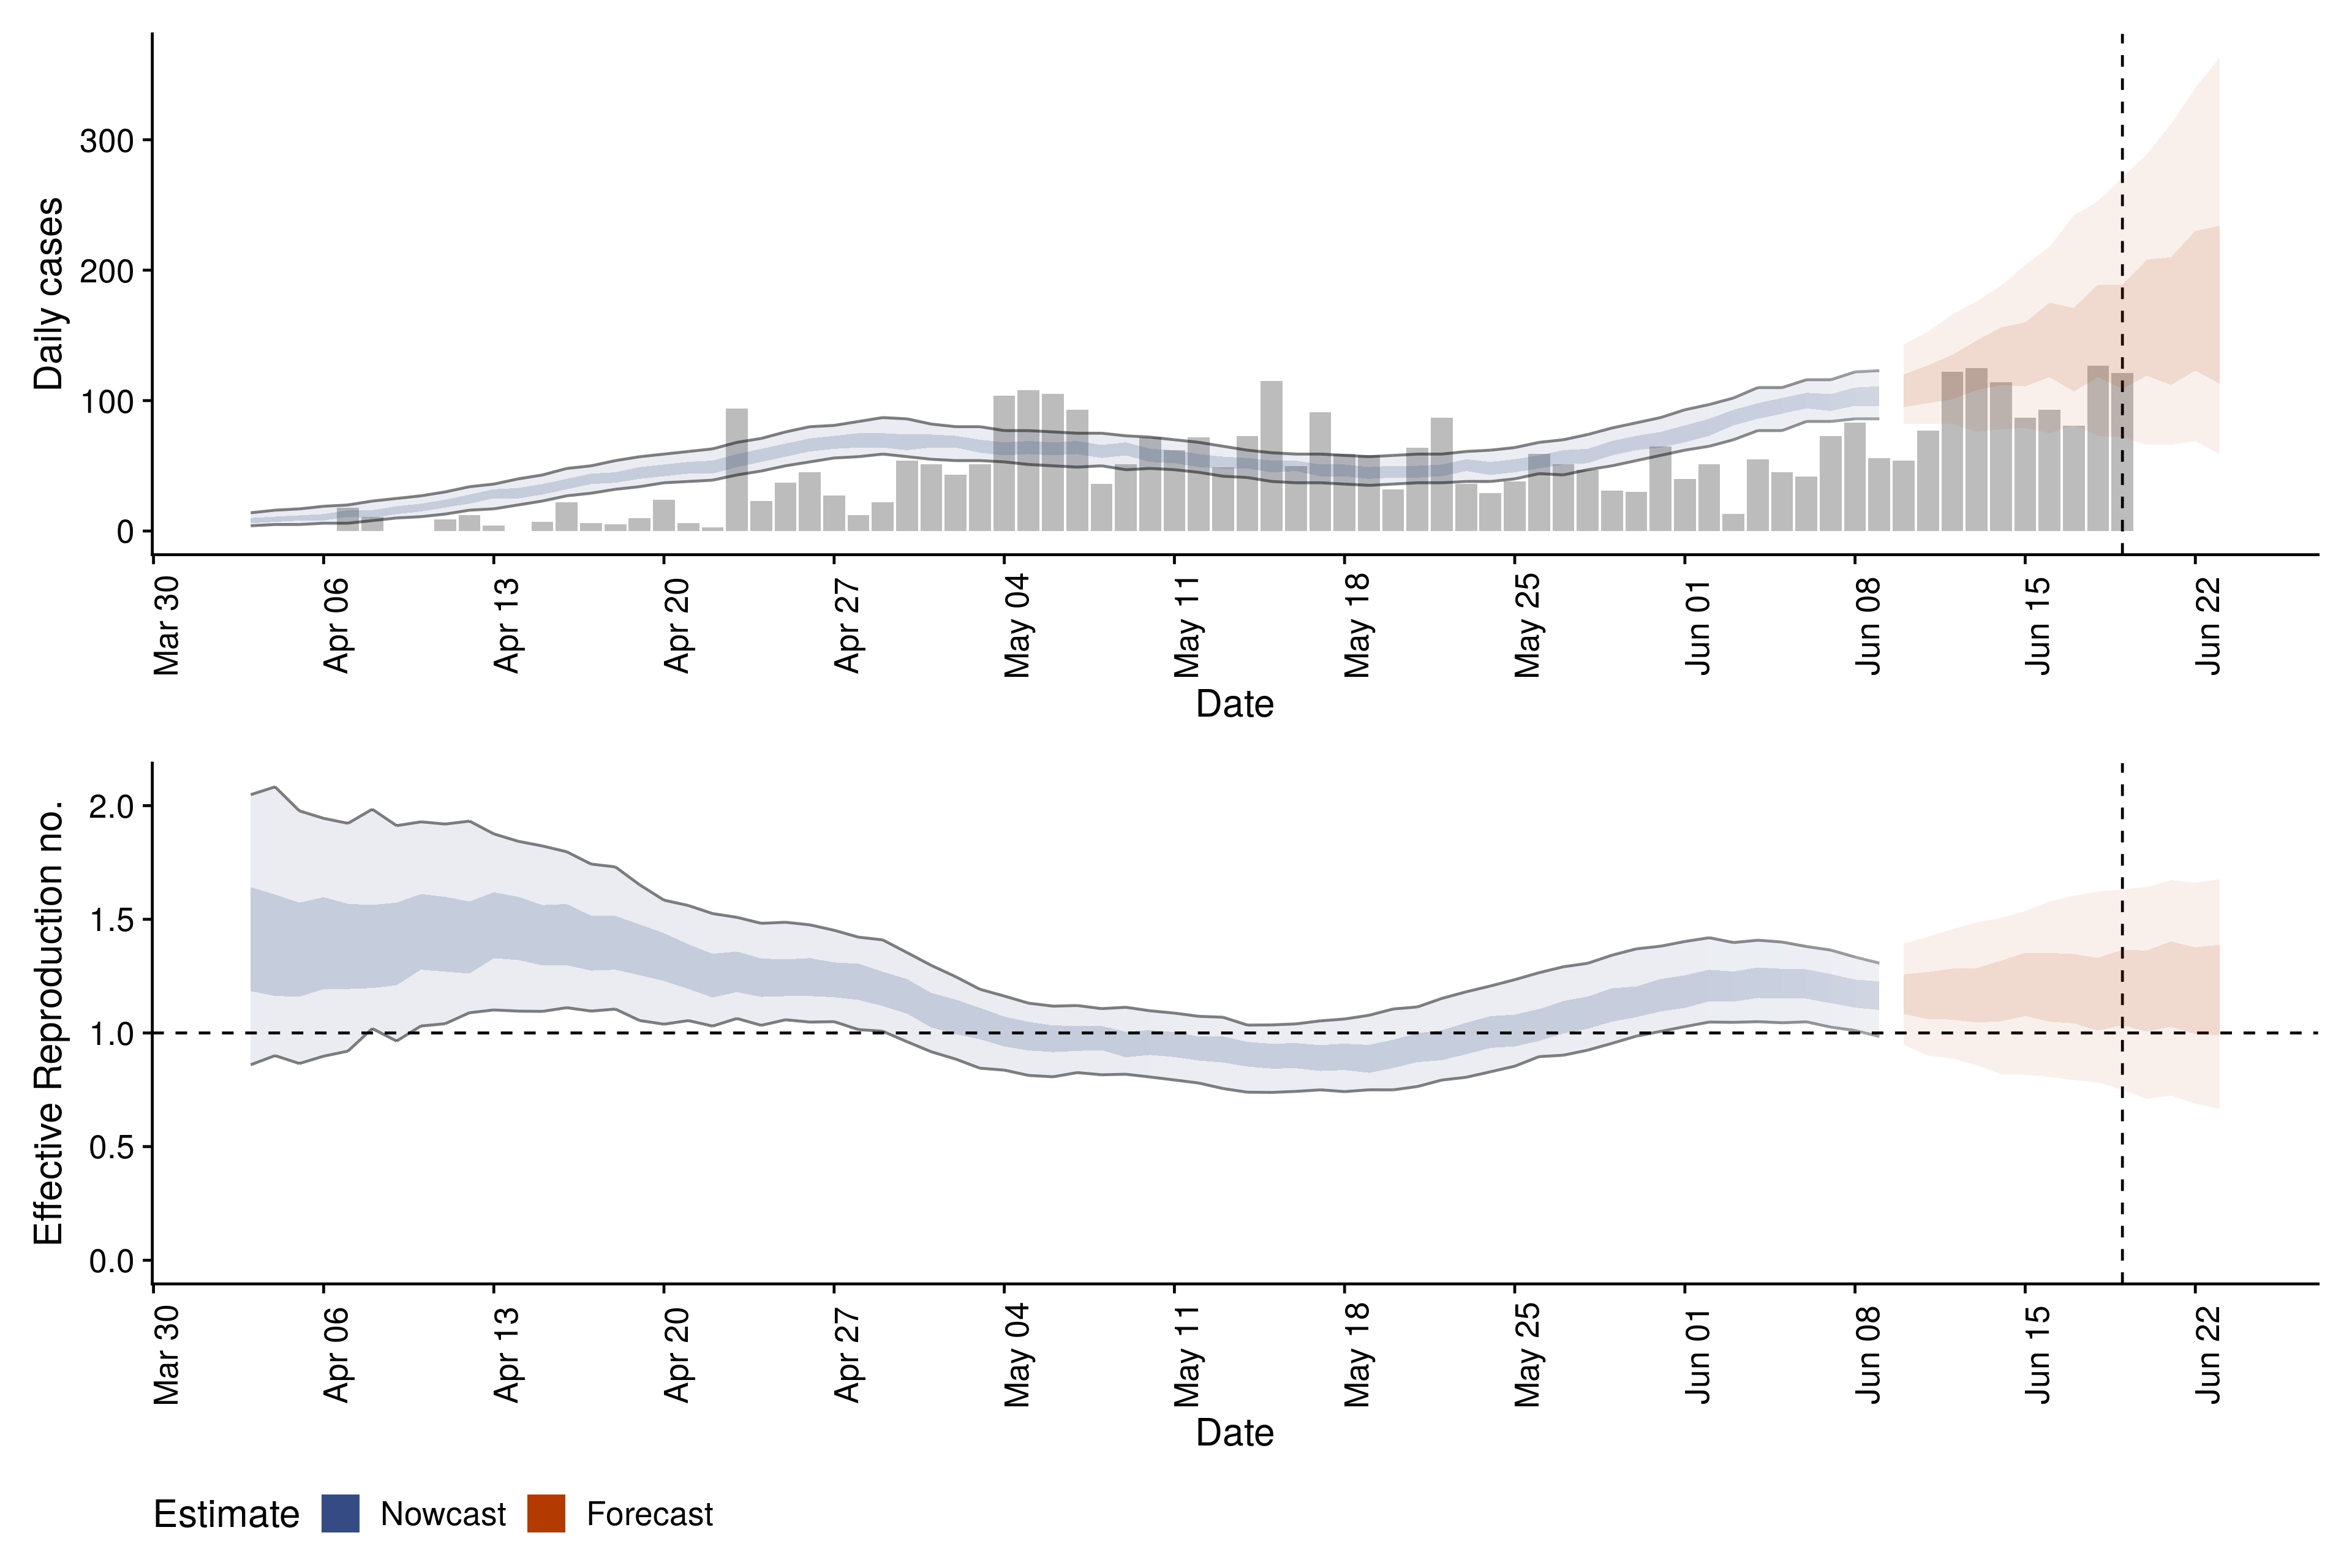 Daily cases
300
200
100
0
Mar 30
Apr 06
Apr 13
Apr 20
Apr 27
May 04
May 11
May 18
May 25
Jun 01
Jun 08
Jun 15
Jun 22
Date
Effective Reproduction no.
2.0
1.5
1.0
0.5
0.0
Mar 30
Apr 06
Apr 13
Apr 20
Apr 27
May 04
May 11
May 18
May 25
Jun 01
Jun 08
Jun 15
Jun 22
Date
Estimate Nowcast Forecast